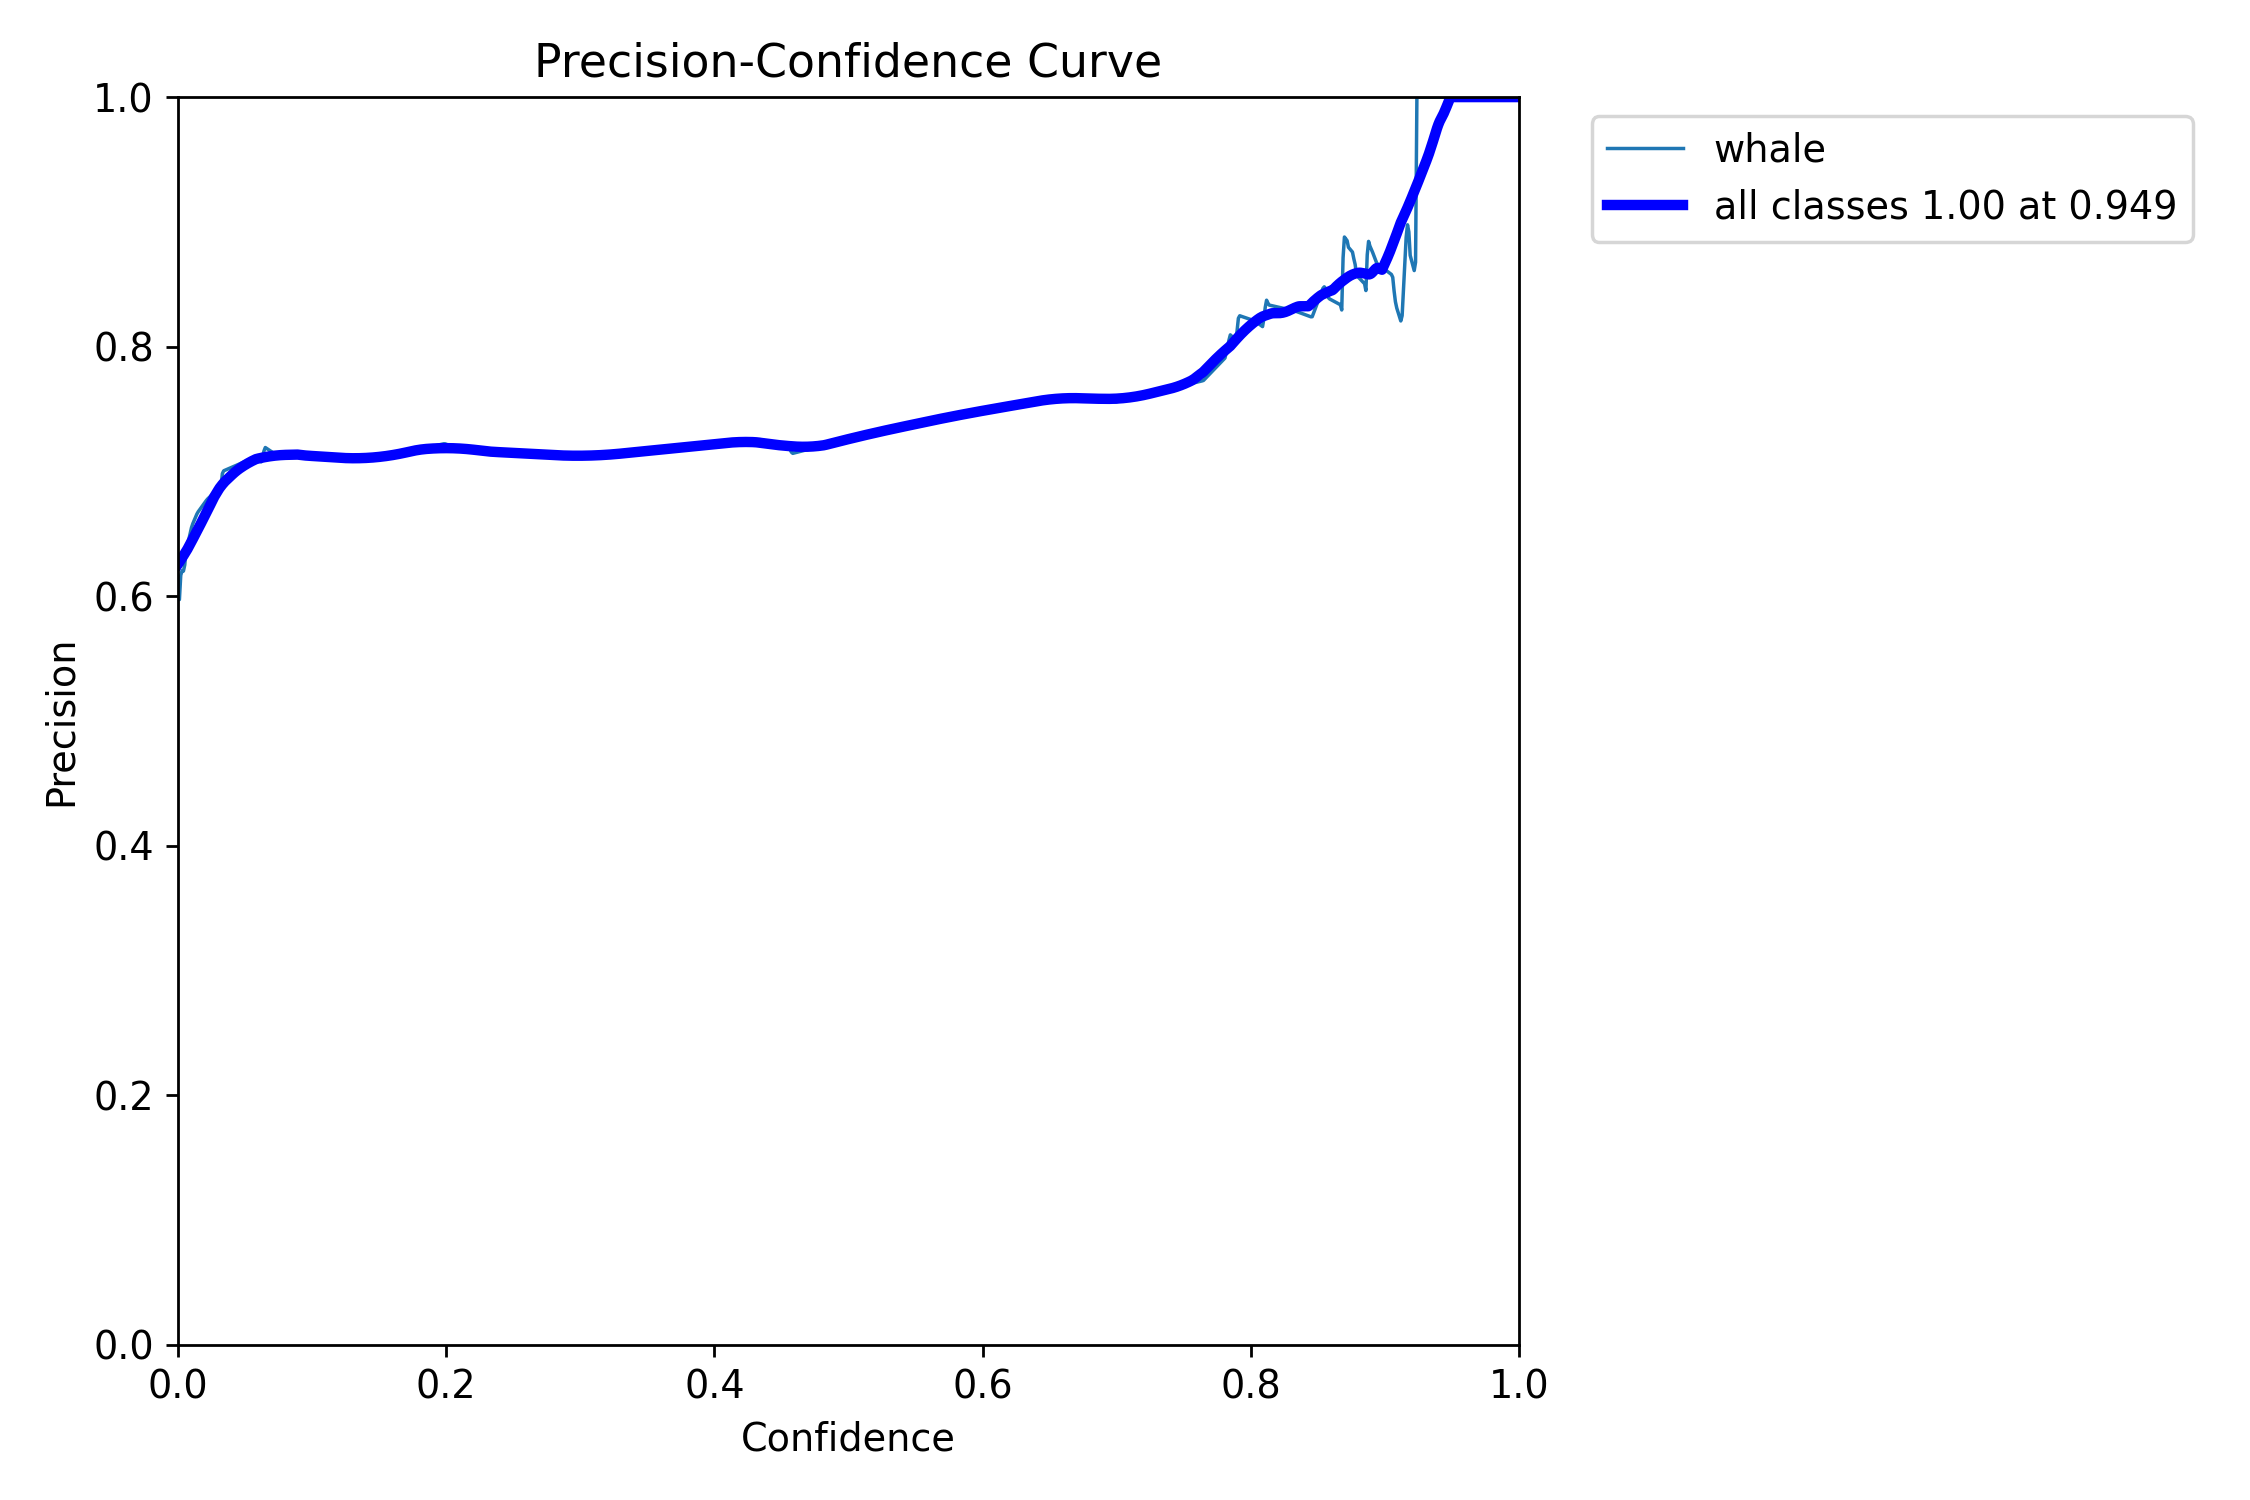 Precision-Confidence Curve
1.0
0.8
0.6
0.4
0.2
0.0
Precision
0.0 0.2 0.4 0.6 0.8 1.0
Confidence
whale
all classes 1.00 at 0.949